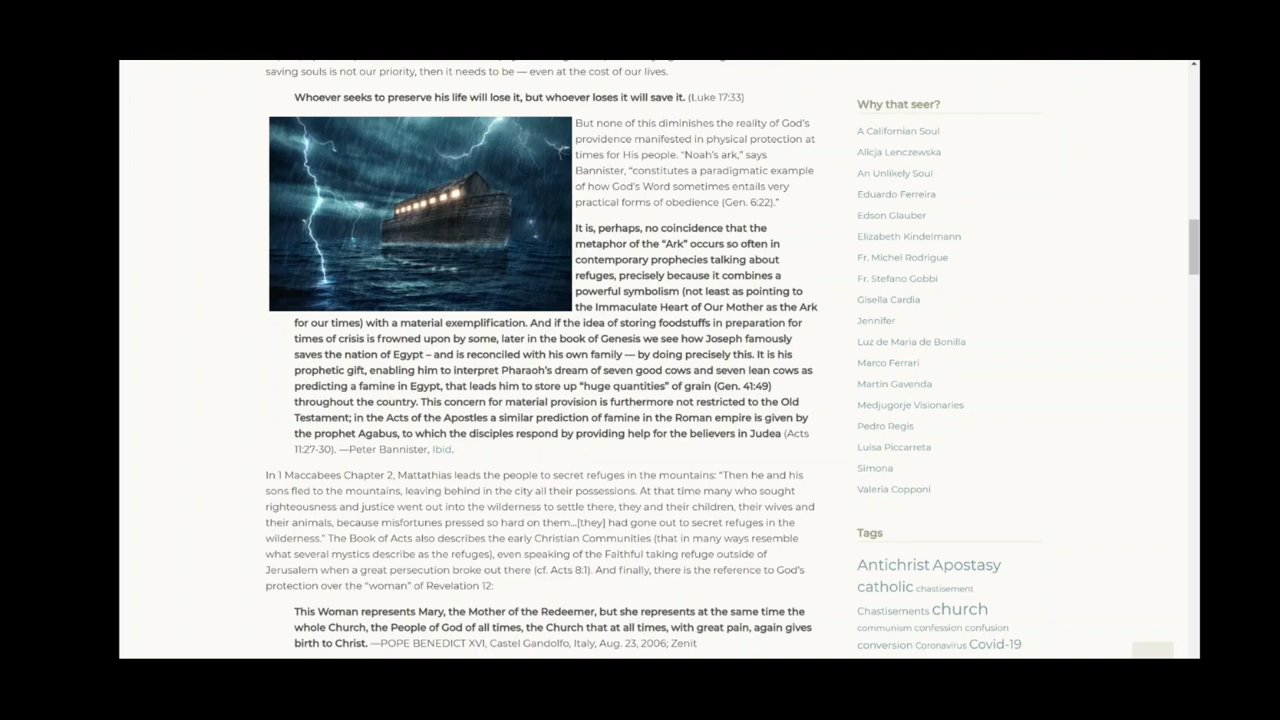 saving souls is not our priority, then it needs to be — even at the cost of our lives.
Whoever seeks to preserve his life will lose it, but whoever loses it will save it. (Luke 17:33)
But none of this diminishes the reality of God's
providence manifested in physical protection at
times for His people. “Noah's ark,” says
Bannister, “constitutes a paradigmatic example
of how God's Word sometimes entails very
practical forms of obedience (Gen. 6:22).”
It is, perhaps, no coincidence that the
metaphor of the “Ark” occurs so often in
contemporary prophecies talking about
refuges, precisely because it combines a
powerful symbolism (not least as pointing to
the Immaculate Heart of Our Mother as the Ark
for our times) with a material exemplification. And if the idea of storing foodstuffs in preparation for
times of crisis is frowned upon by some, later in the book of Genesis we see how Joseph famously
saves the nation of Egypt – and is reconciled with his own family — by doing precisely this. It is his
prophetic gift, enabling him to interpret Pharaoh's dream of seven good cows and seven lean cows as
predicting a famine in Egypt, that leads him to store up “huge quantities” of grain (Gen. 41:49)
throughout the country. This concern for material provision is furthermore not restricted to the Old
Testament; in the Acts of the Apostles a similar prediction of famine in the Roman empire is given by
the prophet Agabus, to which the disciples respond by providing help for the believers in Judea (Acts
11:27-30). —Peter Bannister, Ibid.
In 1 Maccabees Chapter 2, Mattathias leads the people to secret refuges in the mountains: “Then he and his
sons fled to the mountains, leaving behind in the city all their possessions. At that time many who sought
righteousness and justice went out into the wilderness to settle there, they and their children, their wives and
their animals, because misfortunes pressed so hard on them...[they] had gone out to secret refuges in the
wilderness.” The Book of Acts also describes the early Christian Communities (that in many ways resemble
what several mystics describe as the refuges), even speaking of the Faithful taking refuge outside of
Jerusalem when a great persecution broke out there (cf. Acts 8:1). And finally, there is the reference to God's
protection over the “woman” of Revelation 12:
This Woman represents Mary, the Mother of the Redeemer, but she represents at the same time the
whole Church, the People of God of all times, the Church that at all times, with great pain, again gives
birth to Christ. —POPE BENEDICT XVI, Castel Gandolfo, Italy, Aug. 23, 2006; Zenit
Why that seer?
A Californian Soul
Alicja Lenczewska
An Unlikely Soul
Eduardo Ferreira
Edson Glauber
Elizabeth Kindelmann
Fr. Michel Rodrigue
Fr. Stefano Gobbi
Gisella Cardia
Jennifer
Luz de Maria de Bonilla
Marco Ferrari
Martin Gavenda
Medjugorje Visionaries
Pedro Regis
Luisa Piccarreta
Simona
Valeria Copponi
Tags
Antichrist Apostasy
catholic chastisement
Chastisements church
communism confession confusion
conversion Coronavirus Covid-19